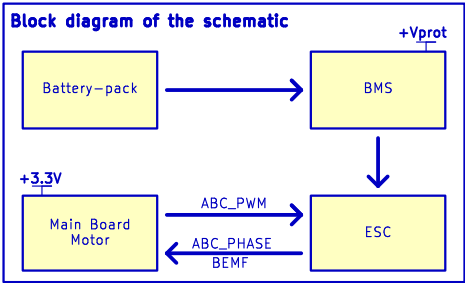 Block diagram of the schematic
+Vprot
Battery-pack
BMS
+3.3V
ABC_PWM
Main Board
Motor
ESC
ABC_PHASE
BEMF